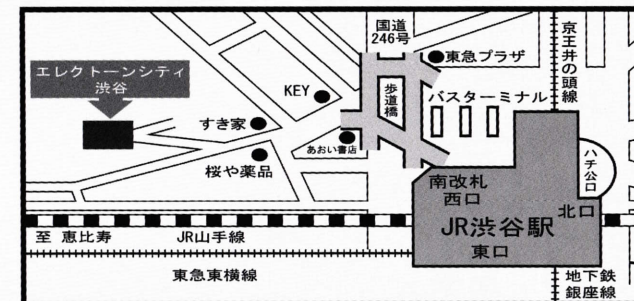 国道
246号
京王井の頭線
東急プラザ
エレクトーンシティ
渋谷
KEY
歩道橋
バスターミナル
すき家
あおい書店
桜や薬品
ハチ公口
南改札
西口
北口
JR渋谷駅
東口
至 恵比寿
JR山手線
東急東横線
地下鉄
銀座線